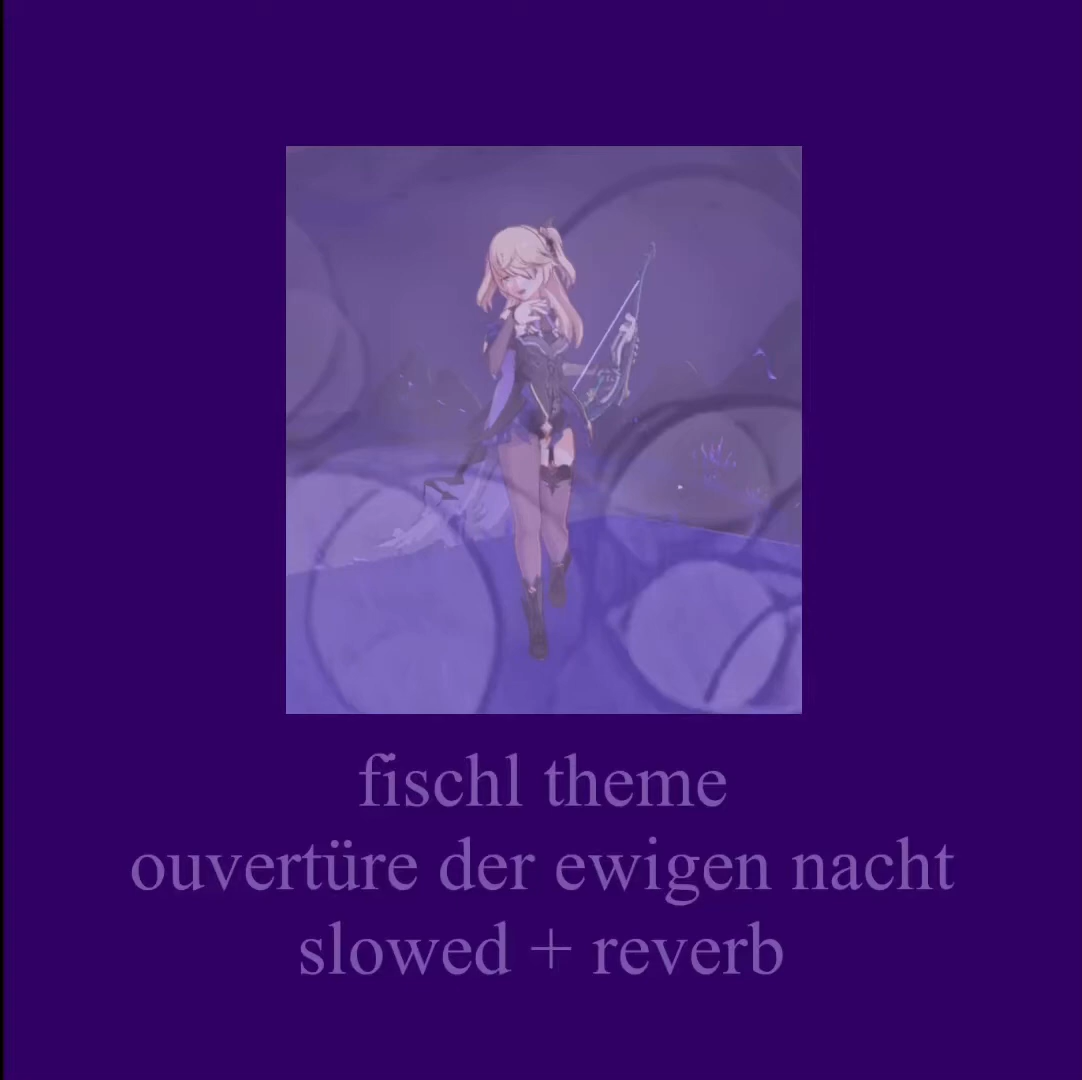 fischl theme
ouvertüre der ewigen nacht
slowed + reverb